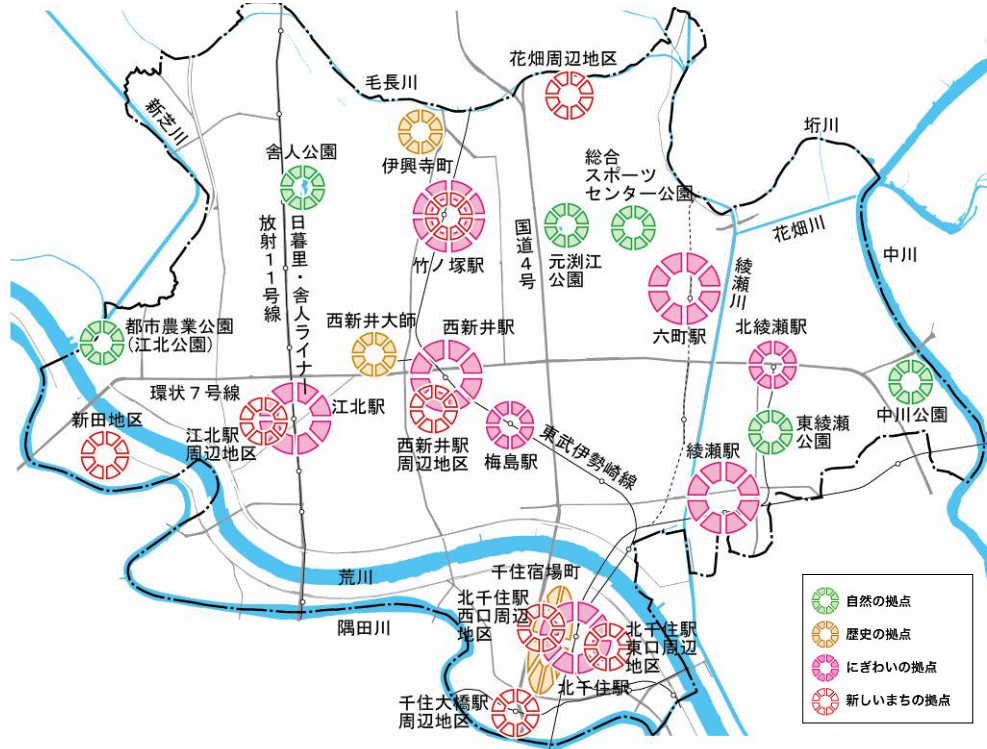 花畑周辺地区
毛長川
新芝川
伊興寺町
舎人公園
総合
スポーツ
センター公園
垳川
花畑川
中川
放射11号線
日暮里・舎人ライナー
竹ノ塚駅
国道4号
元渕江
公園
綾瀬川
六町駅
都市農業公園
(江北公園)
西新井大師
西新井駅
北綾瀬駅
環状7号線
江北駅
中川公園
新田地区
江北駅
周辺地区
西新井駅
周辺地区
梅島駅
東武伊勢崎線
綾瀬駅
東綾瀬
公園
荒川
隅田川
千住宿場町
北千住駅
西口周辺
地区
北千住駅
東口周辺
地区
北千住駅
千住大橋駅
周辺地区
自然の拠点
歴史の拠点
にぎわいの拠点
新しいまちの拠点